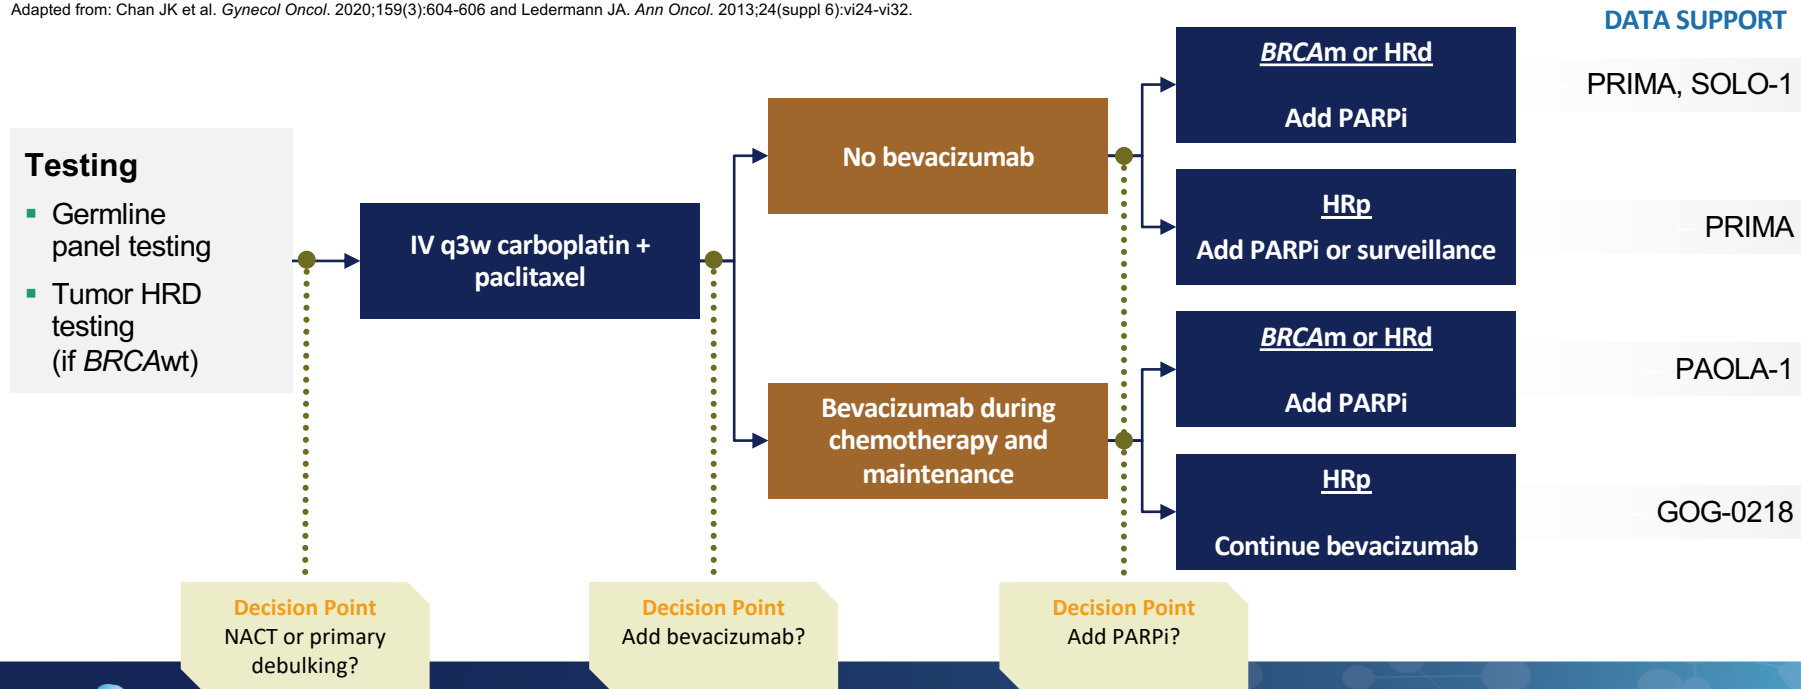 Adapted from: Chan JK et al. Gynecol Oncol. 2020;159(3):604-606 and Ledermann JA. Ann Oncol. 2013;24(suppl 6):vi24-vi32.
DATA SUPPORT
Testing
▪ Germline
panel testing
▪ Tumor HRD
testing
(if BRCAwt)
IV q3w carboplatin +
paclitaxel
No bevacizumab
Bevacizumab during
chemotherapy and
maintenance
BRCAm or HRd
Add PARPi
PRIMA, SOLO-1
HRp
Add PARPi or surveillance
PRIMA
BRCAm or HRd
Add PARPi
PAOLA-1
HRp
Continue bevacizumab
GOG-0218
Decision Point
NACT or primary
debulking?
Decision Point
Add bevacizumab?
Decision Point
Add PARPi?